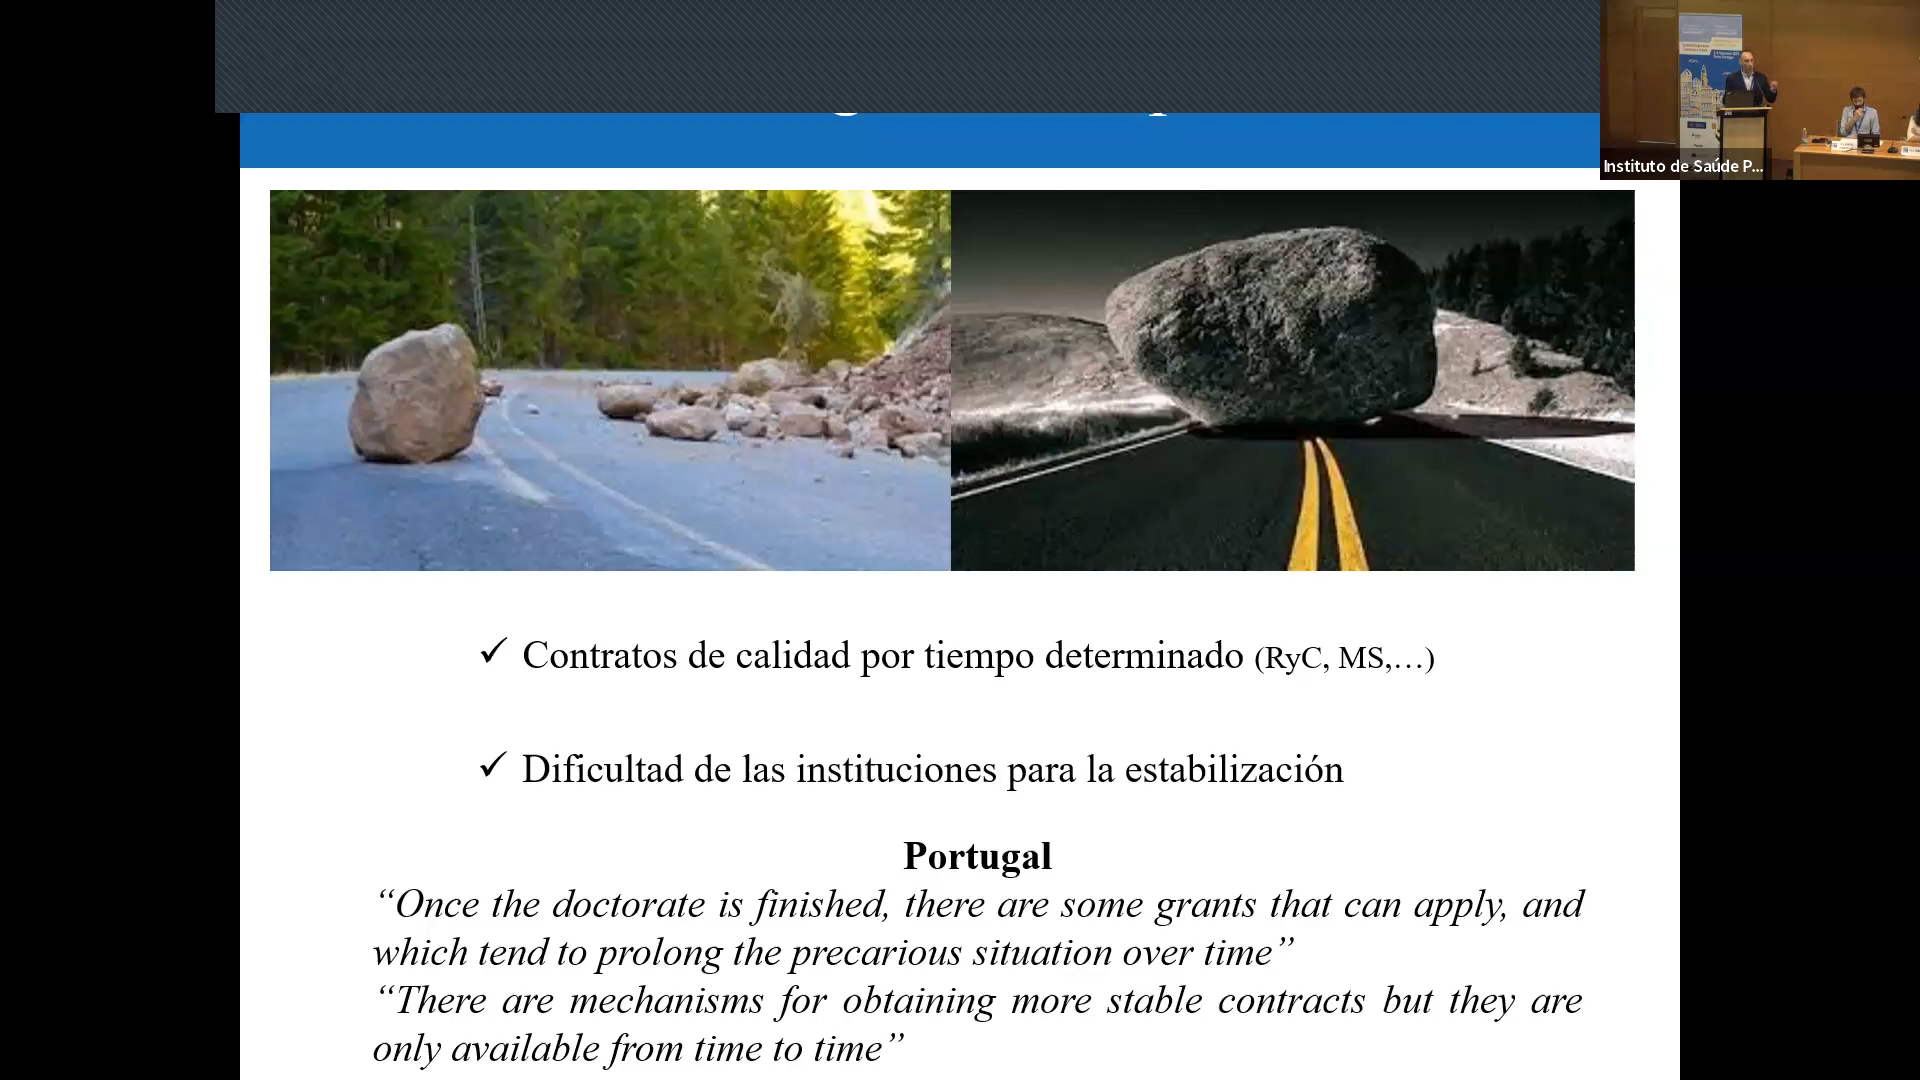 Instituto de Saúde P...
✓ Contratos de calidad por tiempo determinado (RyC, MS,…)
✓ Dificultad de las instituciones para la estabilización
Portugal
“Once the doctorate is finished, there are some grants that can apply, and
which tend to prolong the precarious situation over time”
“There are mechanisms for obtaining more stable contracts but they are
only available from time to time”